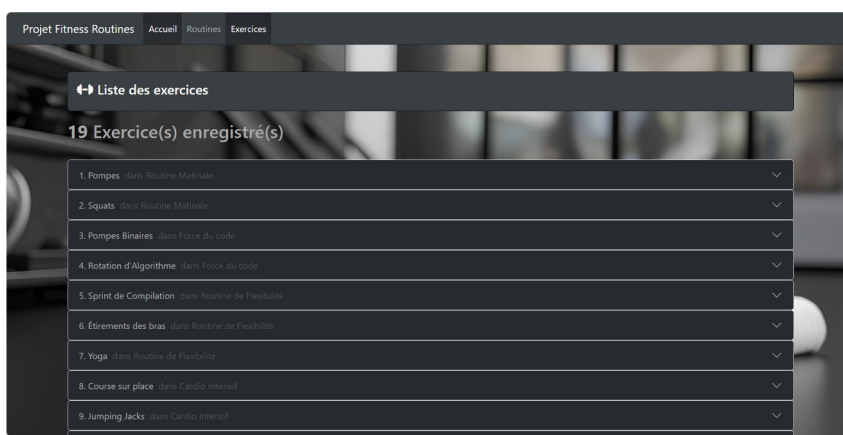 Projet Fitness Routines Accueil Routines Exercices
Liste des exercices
19 Exercice(s) enregistré(s)
1. Pompes dans Routine Matinale
2. Squats dans Routine Matinale
3. Pompes Binaires dans Force du code
4. Rotation d'Algorithme dans Force du code
5. Sprint de Compilation dans Routine de Flexibilité
6. Étirements des bras dans Routine de Flexibilité
7. Yoga dans Routine de Flexibilité
8. Course sur place dans Cardio Intensif
9. Jumping Jacks dans Cardio Intensif